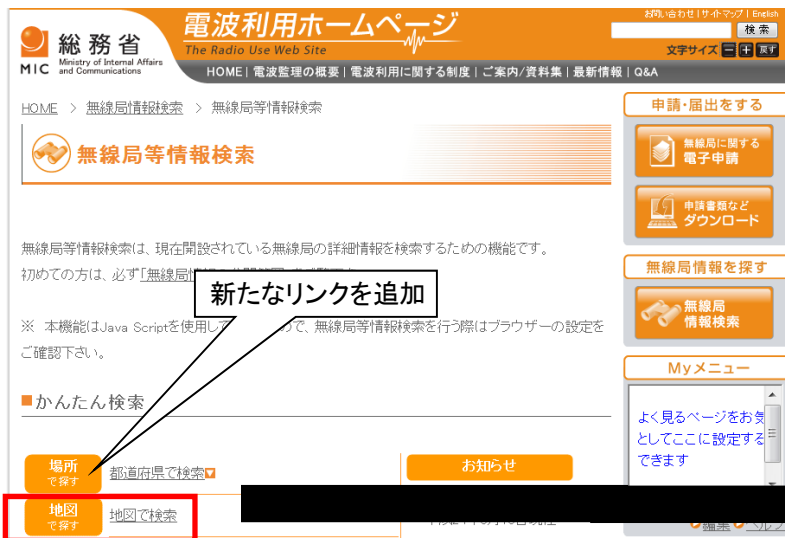 お問い合わせ | サイトマップ | English
総務省
MIC Ministry of Internal Affairs and Communications
電波利用ホームページ
The Radio Use Web Site
検索
文字サイズ
戻す
HOME | 電波監理の概要 | 電波利用に関する制度 | ご案内/資料集 | 最新情報 | Q&A
HOME > 無線局情報検索 > 無線局等情報検索
無線局等情報検索
無線局等情報検索は、現在開設されている無線局の詳細情報を検索するための機能です。
初めての方は、必ず「無線局
新たなリンクを追加
※ 本機能はJava Scriptを使用して
で、無線局等情報検索を行う際はブラウザーの設定を
ご確認下さい。
■かんたん検索
場所
で探す
都道府県で検索
地図
で探す
地図で検索
お知らせ
申請・届出をする
無線局に関する
電子申請
申請書類など
ダウンロード
無線局情報を探す
無線局
情報検索
Myメニュー
よく見るページをお気
としてここに設定する
できます
編集
ヘルプ